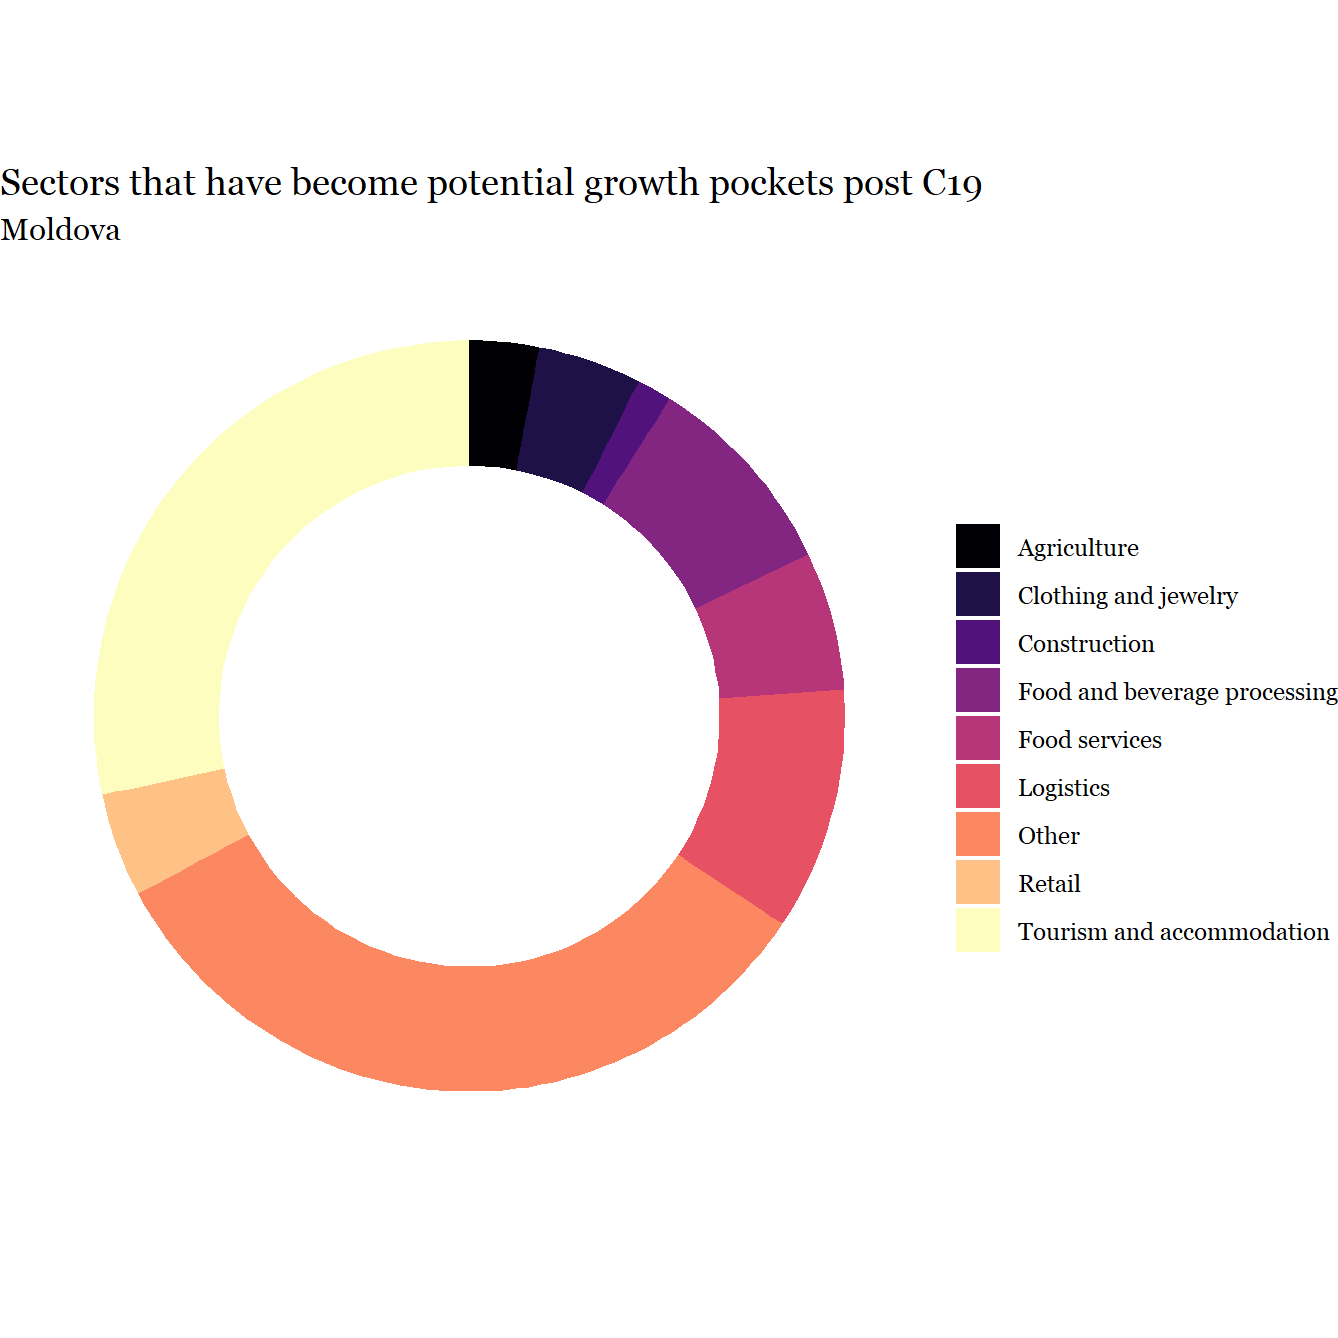 Sectors that have become potential growth pockets post C19
Moldova
Agriculture
Clothing and jewelry
Construction
Food and beverage processing
Food services
Logistics
Other
Retail
Tourism and accommodation